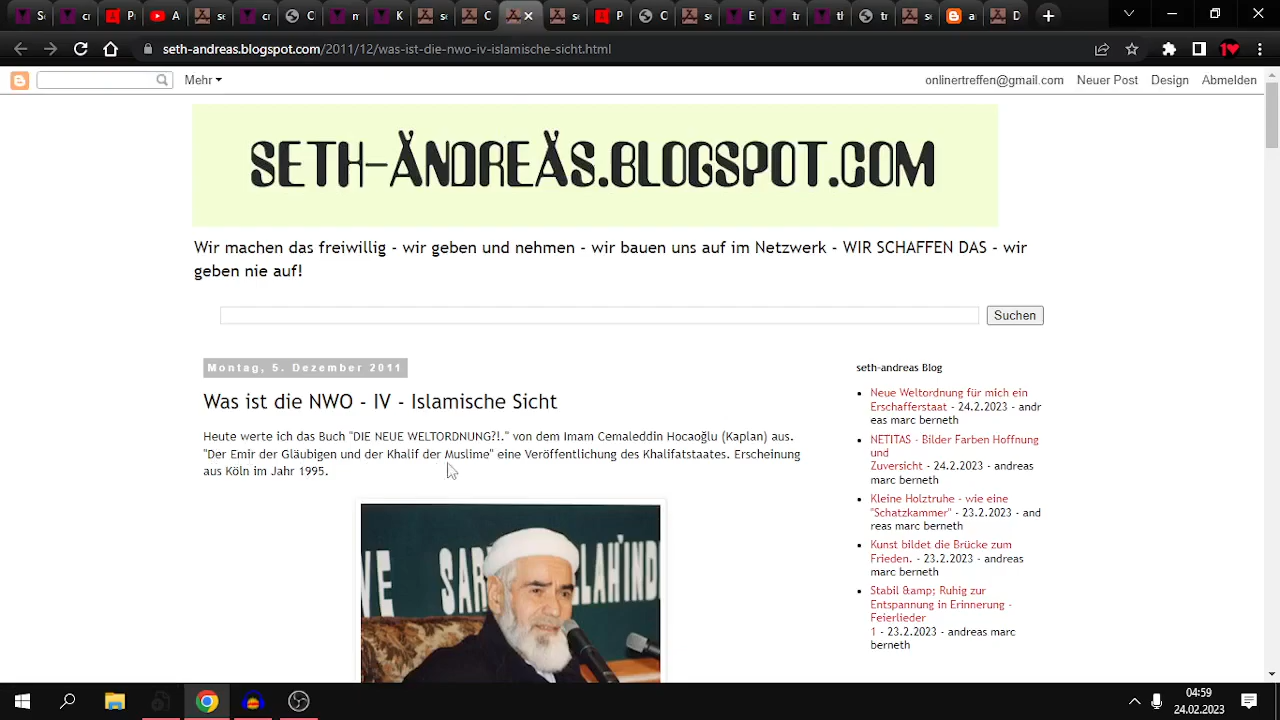 seth-andreas.blogspot.com/2011/12/was-ist-die-nwo-iv-islamische-sicht.html
Mehr
onlinertreffen@gmail.com Neuer Post Design Abmelden
SETH-ANDREAS.BLOGSPOT.COM
Wir machen das freiwillig - wir geben und nehmen - wir bauen uns auf im Netzwerk - WIR SCHAFFEN DAS - wir
geben nie auf!
Suchen
Montag, 5. Dezember 2011
Was ist die NWO - IV - Islamische Sicht
Heute werte ich das Buch "DIE NEUE WELTORDNUNG?!." von dem Imam Cemaleddin Hocaoğlu (Kaplan) aus.
"Der Emir der Gläubigen und der Khalif der Muslime" eine Veröffentlichung des Khalifatstaates. Erscheinung
aus Köln im Jahr 1995.
seth-andreas Blog
Neue Weltordnung für mich ein
Erschafferstaat - 24.2.2023 - andr
eas marc berneth
NETITAS - Bilder Farben Hoffnung
und
Zuversicht - 24.2.2023 - andreas
marc berneth
Kleine Holztruhe - wie eine
"Schatzkammer" - 23.2.2023 - and
reas marc berneth
Kunst bildet die Brücke zum
Frieden. - 23.2.2023 - andreas
marc berneth
Stabil &amp; Ruhig zur
Entspannung in Erinnerung -
Feierlieder
1 - 23.2.2023 - andreas marc
berneth
04:59
24.02.2023